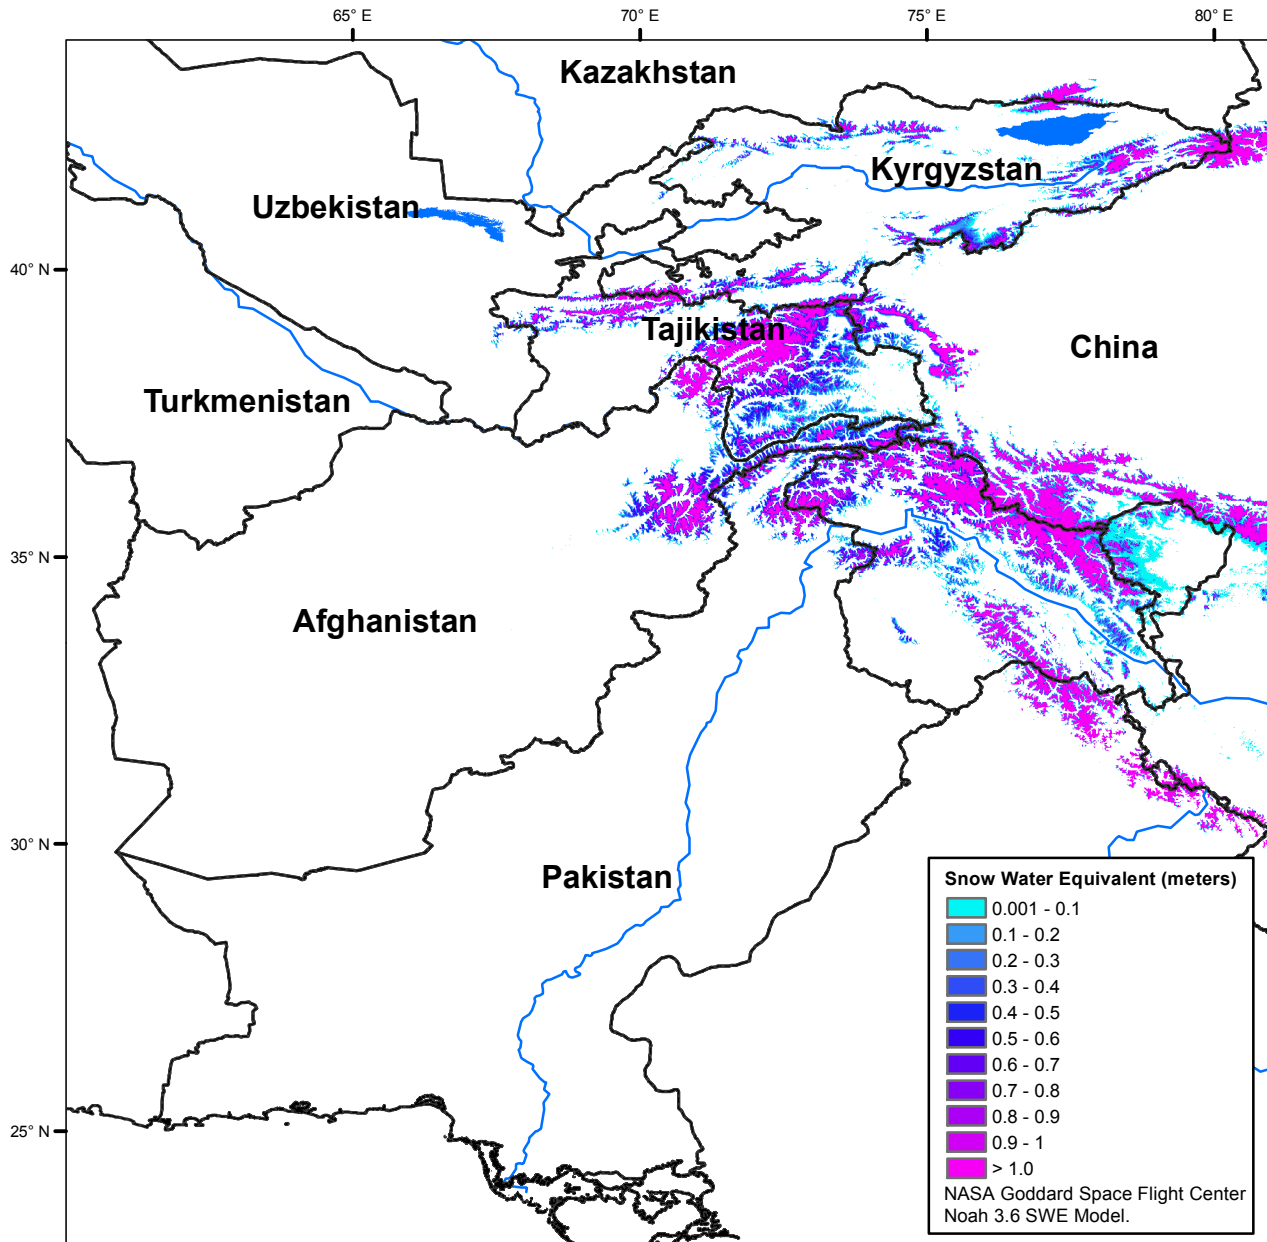 65° E
70° E
75° E
80° E
Kazakhstan
Kyrgyzstan
Uzbekistan
40° N
Tajikistan
China
Turkmenistan
35° N
Afghanistan
30° N
Pakistan
25° N
Snow Water Equivalent (meters)
0.001 - 0.1
0.1 - 0.2
0.2 - 0.3
0.3 - 0.4
0.4 - 0.5
0.5 - 0.6
0.6 - 0.7
0.7 - 0.8
0.8 - 0.9
0.9 - 1
> 1.0
NASA Goddard Space Flight Center
Noah 3.6 SWE Model.